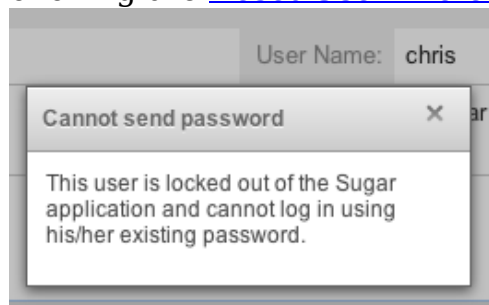 User Name: chris
Cannot send password
ar
This user is locked out of the Sugar
application and cannot log in using
his/her existing password.